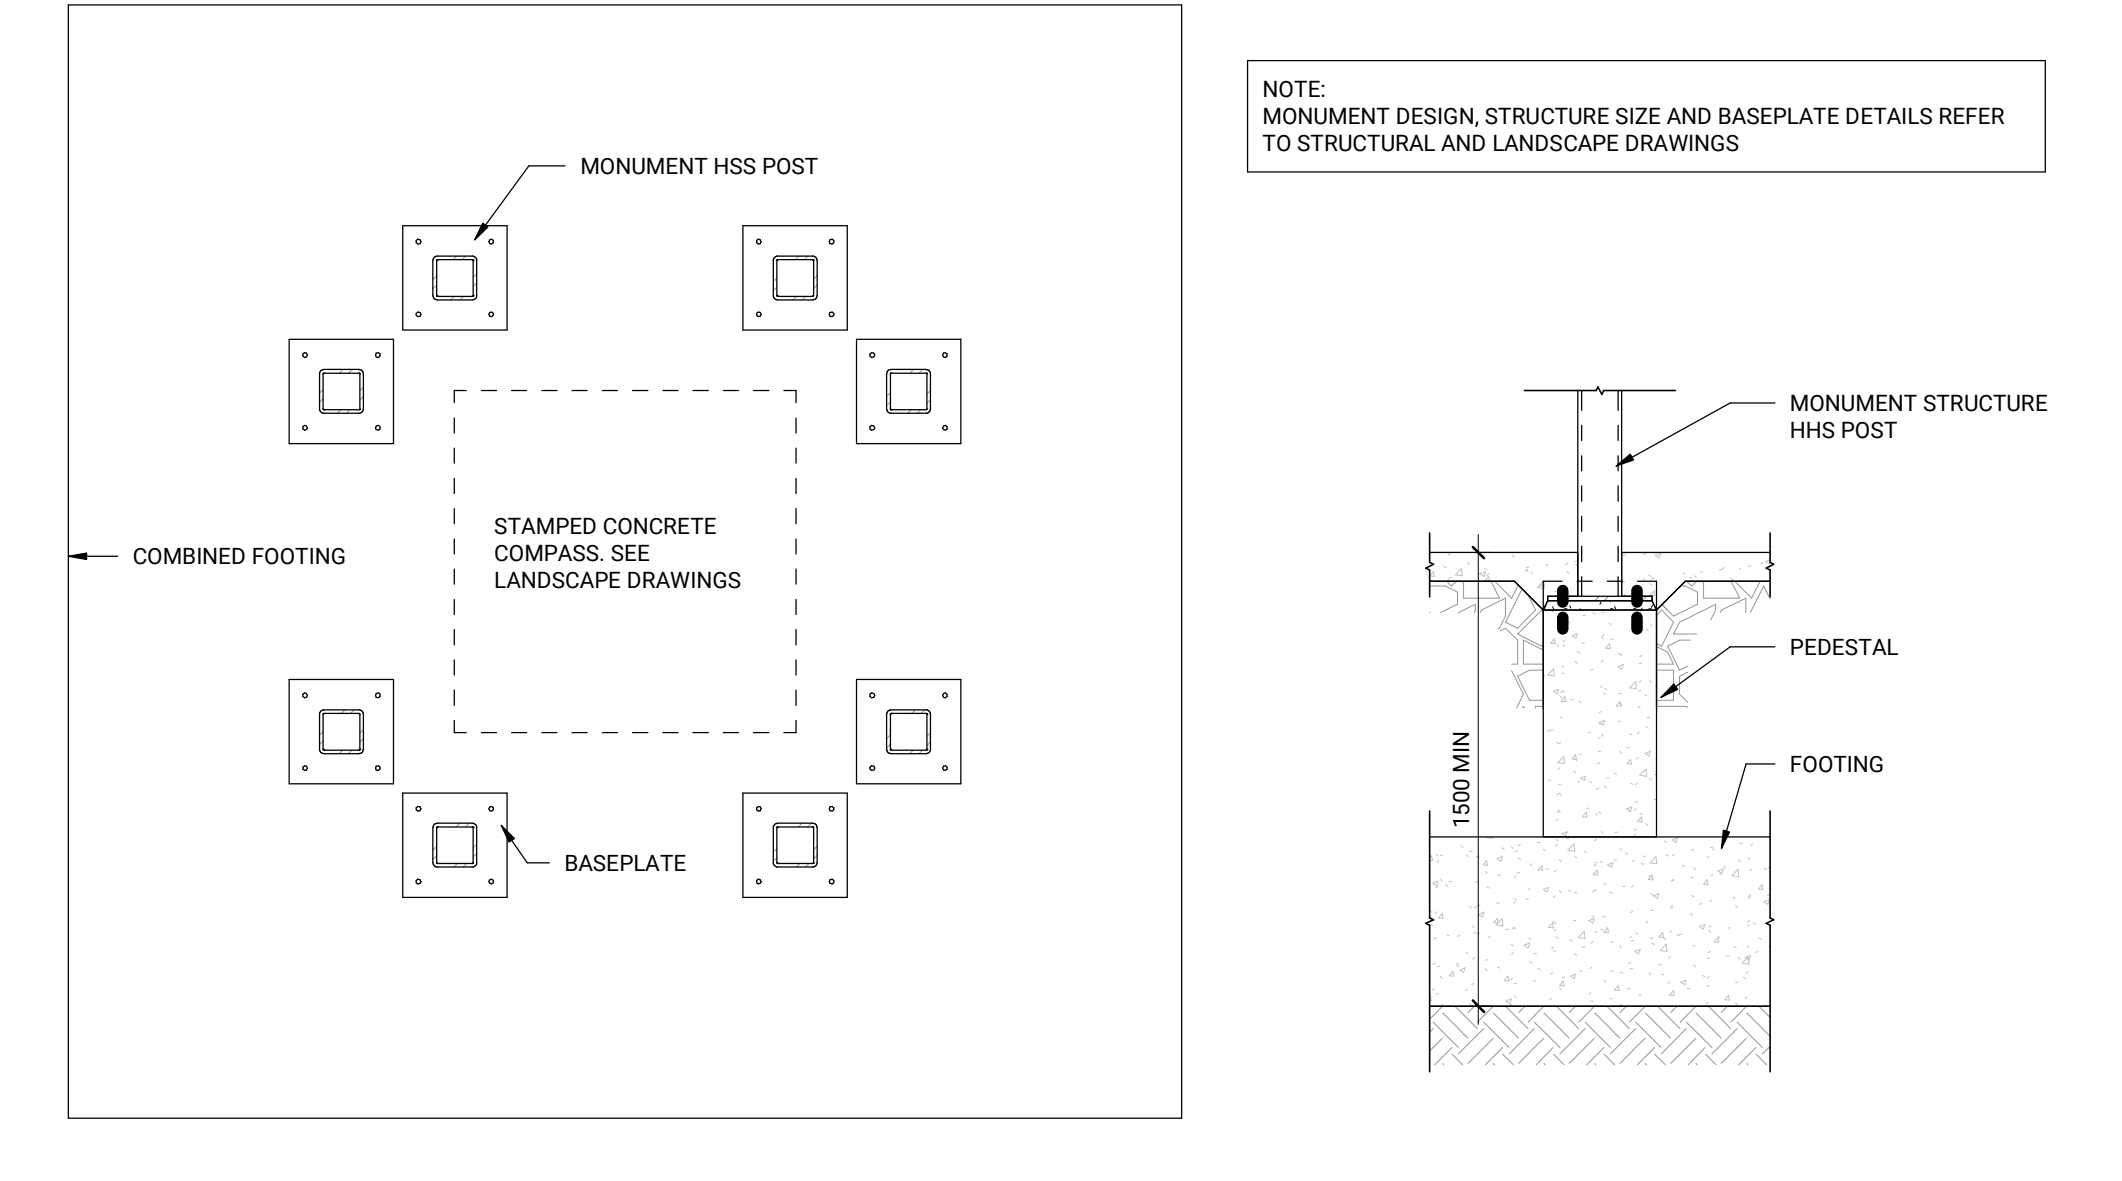 MONUMENT HSS POST
STAMPED CONCRETE
COMPASS. SEE
LANDSCAPE DRAWINGS
COMBINED FOOTING
BASEPLATE
NOTE:
MONUMENT DESIGN, STRUCTURE SIZE AND BASEPLATE DETAILS REFER
TO STRUCTURAL AND LANDSCAPE DRAWINGS
MONUMENT STRUCTURE
HHS POST
PEDESTAL
1500 MIN
FOOTING